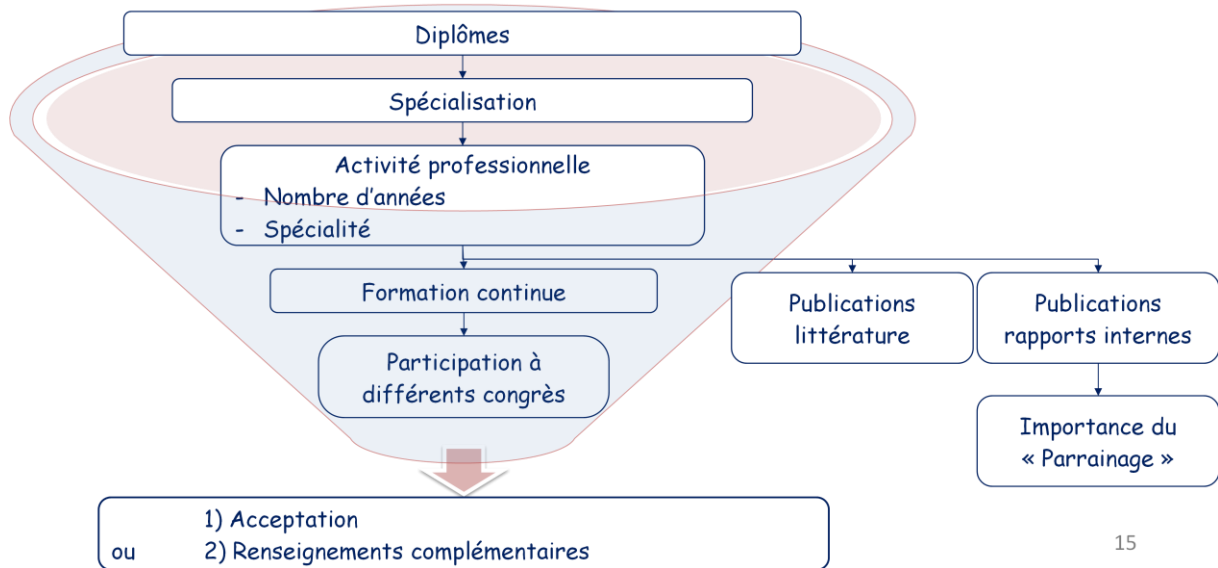 Diplômes
Spécialisation
Activité professionnelle
- Nombre d'années
- Spécialité
Formation continue
Participation à
différents congrès
Publications
littérature
Publications
rapports internes
Importance du
« Parrainage »
1) Acceptation
ou 2) Renseignements complémentaires
15